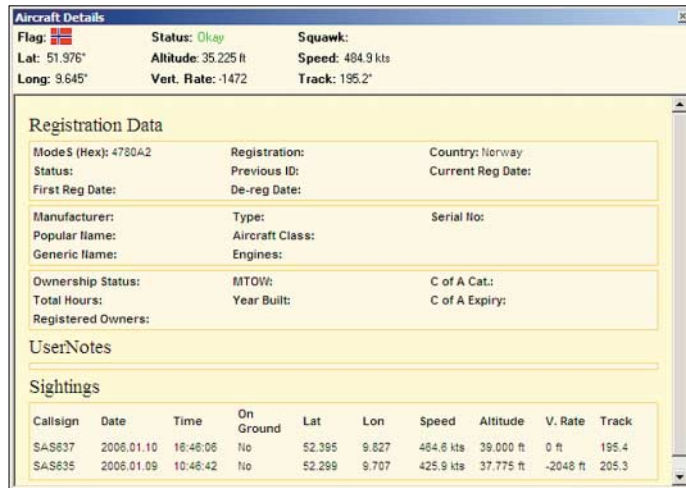 Aircraft Details
Flag: Status: Okay Squawk:
Lat: 51.976° Altitude: 35.225 ft Speed: 484.9 kts
Long: 9.645° Vert. Rate: -1472 Track: 195.2°
Registration Data
ModeS (Hex): 4780A2 Registration: Country: Norway
Status: Previous ID: Current Reg Date:
First Reg Date: De-reg Date:
Manufacturer: Type: Serial No:
Popular Name: Aircraft Class:
Generic Name: Engines:
Ownership Status: MTOW: C of A Cat.:
Total Hours: Year Built: C of A Expiry:
Registered Owners:
UserNotes
Sightings
Callsign Date Time On Ground Lat Lon Speed Altitude V. Rate Track
SAS637 2006.01.10 16:46:06 No 52.395 9.827 464.6 kts 39.000 ft 0 ft 195.4
SAS635 2006.01.09 10:46:42 No 52.299 9.707 425.9 kts 37.775 ft -2048 ft 205.3